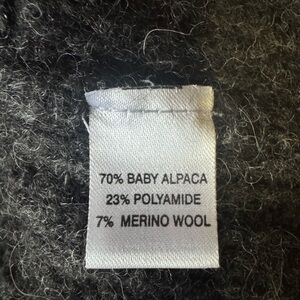 70% BABY ALPACA
23% POLYAMIDE
7% MERINO WOOL